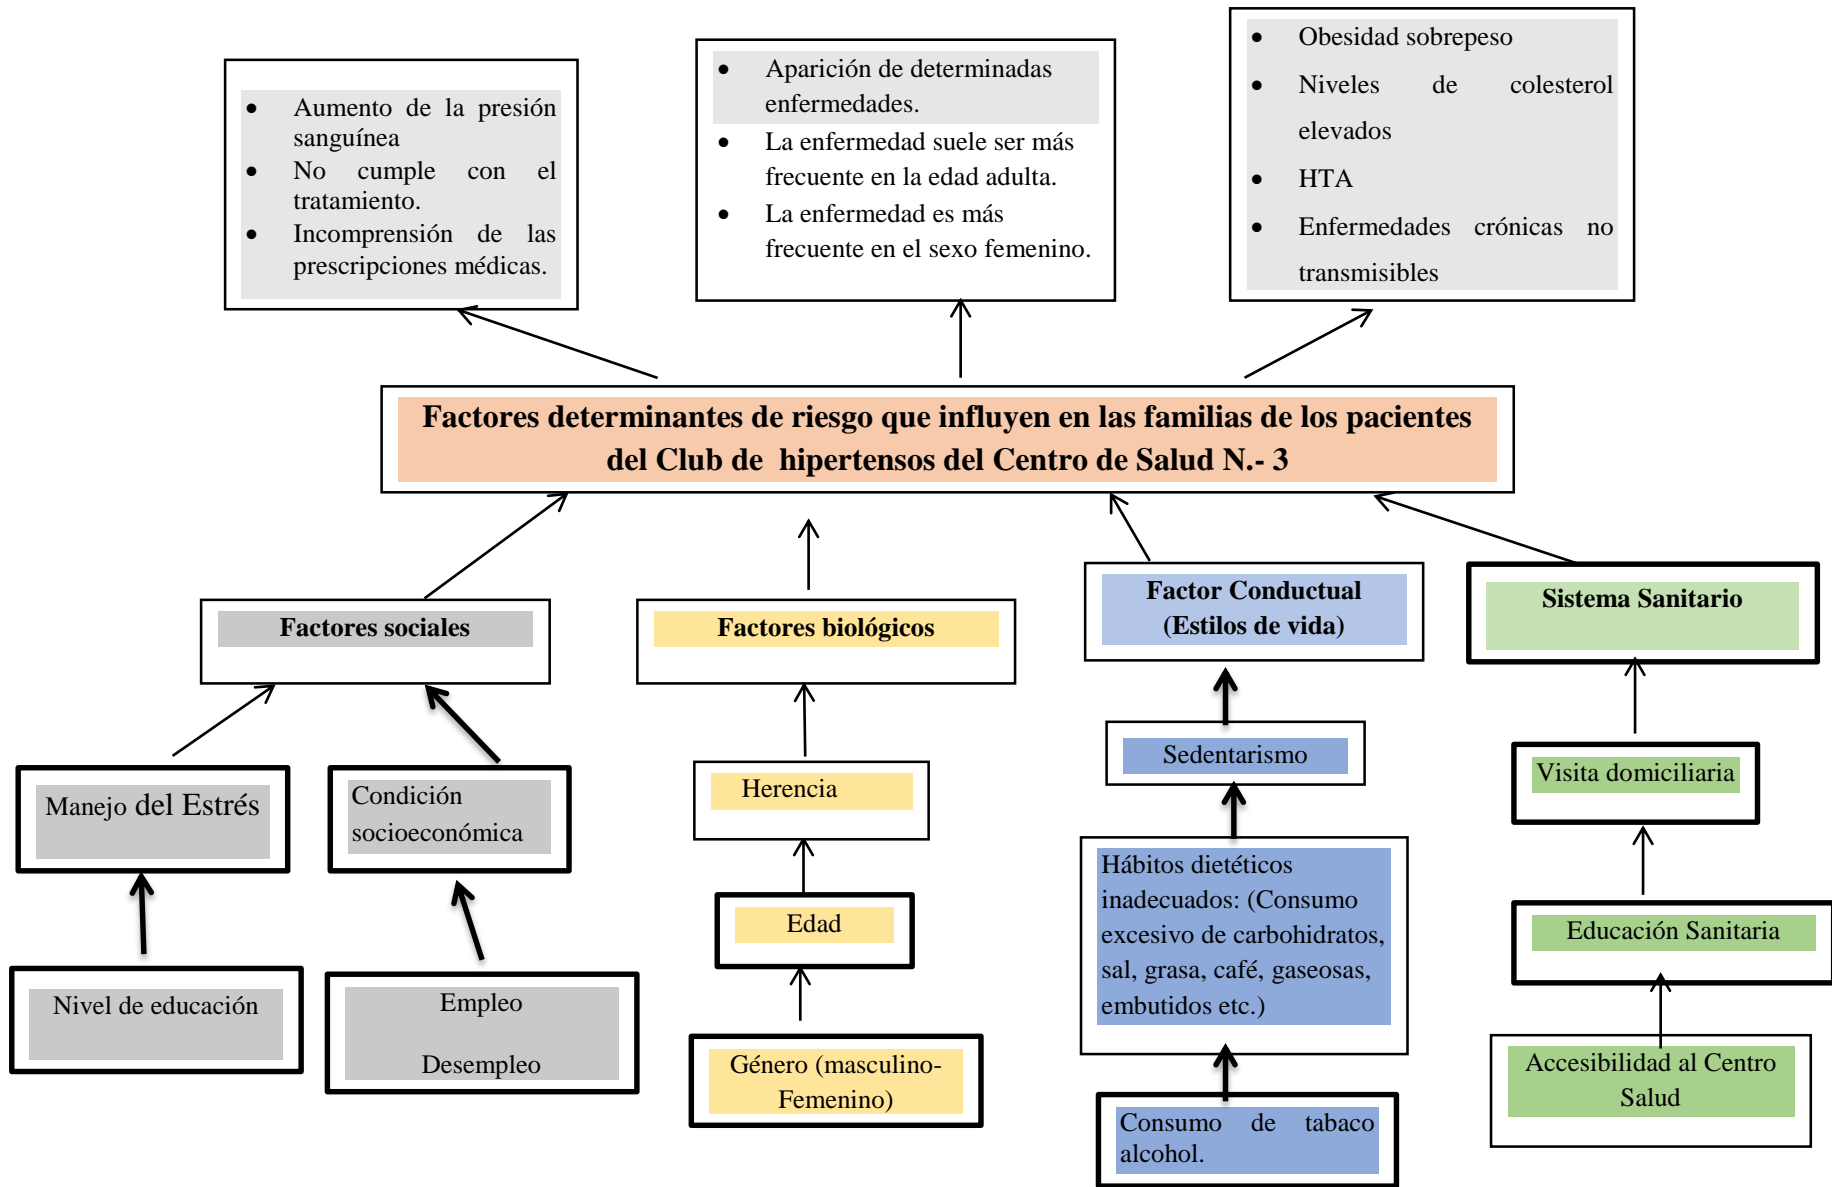 Aumento de la presión
sanguínea
No cumple con el
tratamiento.
Incomprensión de las
prescripciones médicas.
Aparición de determinadas
enfermedades.
La enfermedad suele ser más
frecuente en la edad adulta.
La enfermedad es más
frecuente en el sexo femenino.
Obesidad sobrepeso
Niveles de colesterol
elevados
HTA
Enfermedades crónicas no
transmisibles
Factores determinantes de riesgo que influyen en las familias de los pacientes
del Club de hipertensos del Centro de Salud N.- 3
Factores sociales
Factores biológicos
Factor Conductual
(Estilos de vida)
Sistema Sanitario
Manejo del Estrés
Condición
socioeconómica
Herencia
Sedentarismo
Visita domiciliaria
Nivel de educación
Empleo
Desempleo
Edad
Género (masculino-
Femenino)
Hábitos dietéticos
inadecuados: (Consumo
excesivo de carbohidratos,
sal, grasa, café, gaseosas,
embutidos etc.)
Consumo de tabaco
alcohol.
Educación Sanitaria
Accesibilidad al Centro
Salud